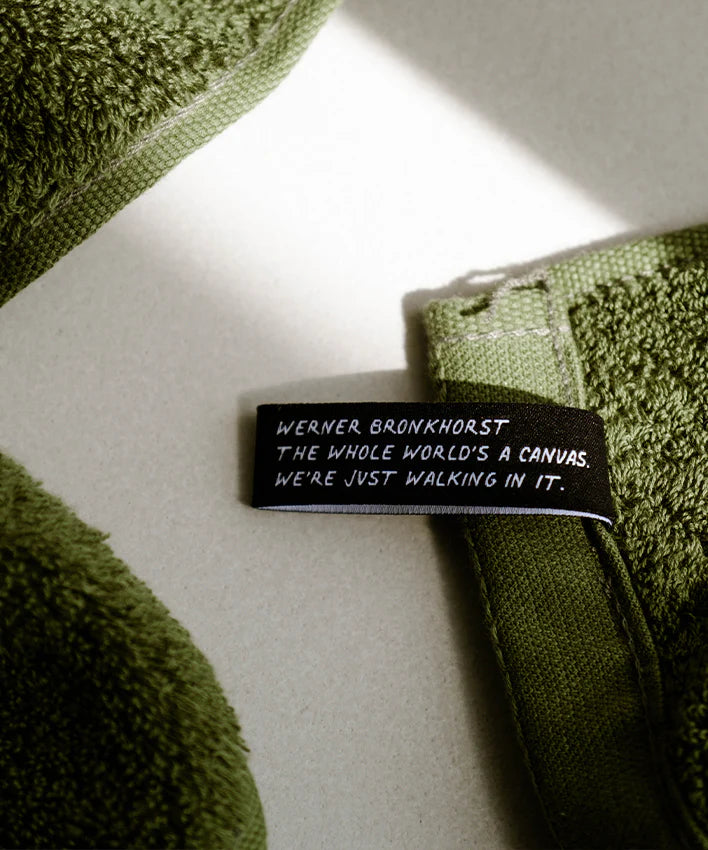 WERNER BRONKHORST
THE WHOLE WORLD'S A CANVAS.
WE'RE JUST WALKING IN IT.